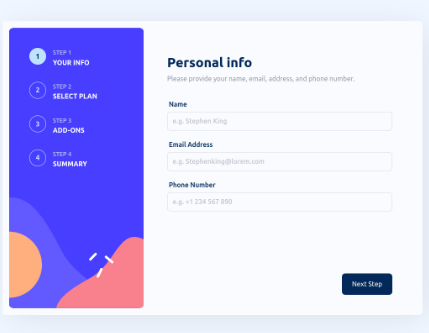 1
STEP 1
YOUR INFO
2
STEP 2
SELECT PLAN
3
STEP 3
ADD-ONS
4
STEP 4
SUMMARY
Personal info
Please provide your name, email, address, and phone number.
Name
e.g. Stephen King
Email Address
e.g. Stephenking@lorem.com
Phone Number
e.g. +1 234 567 890
Next Step